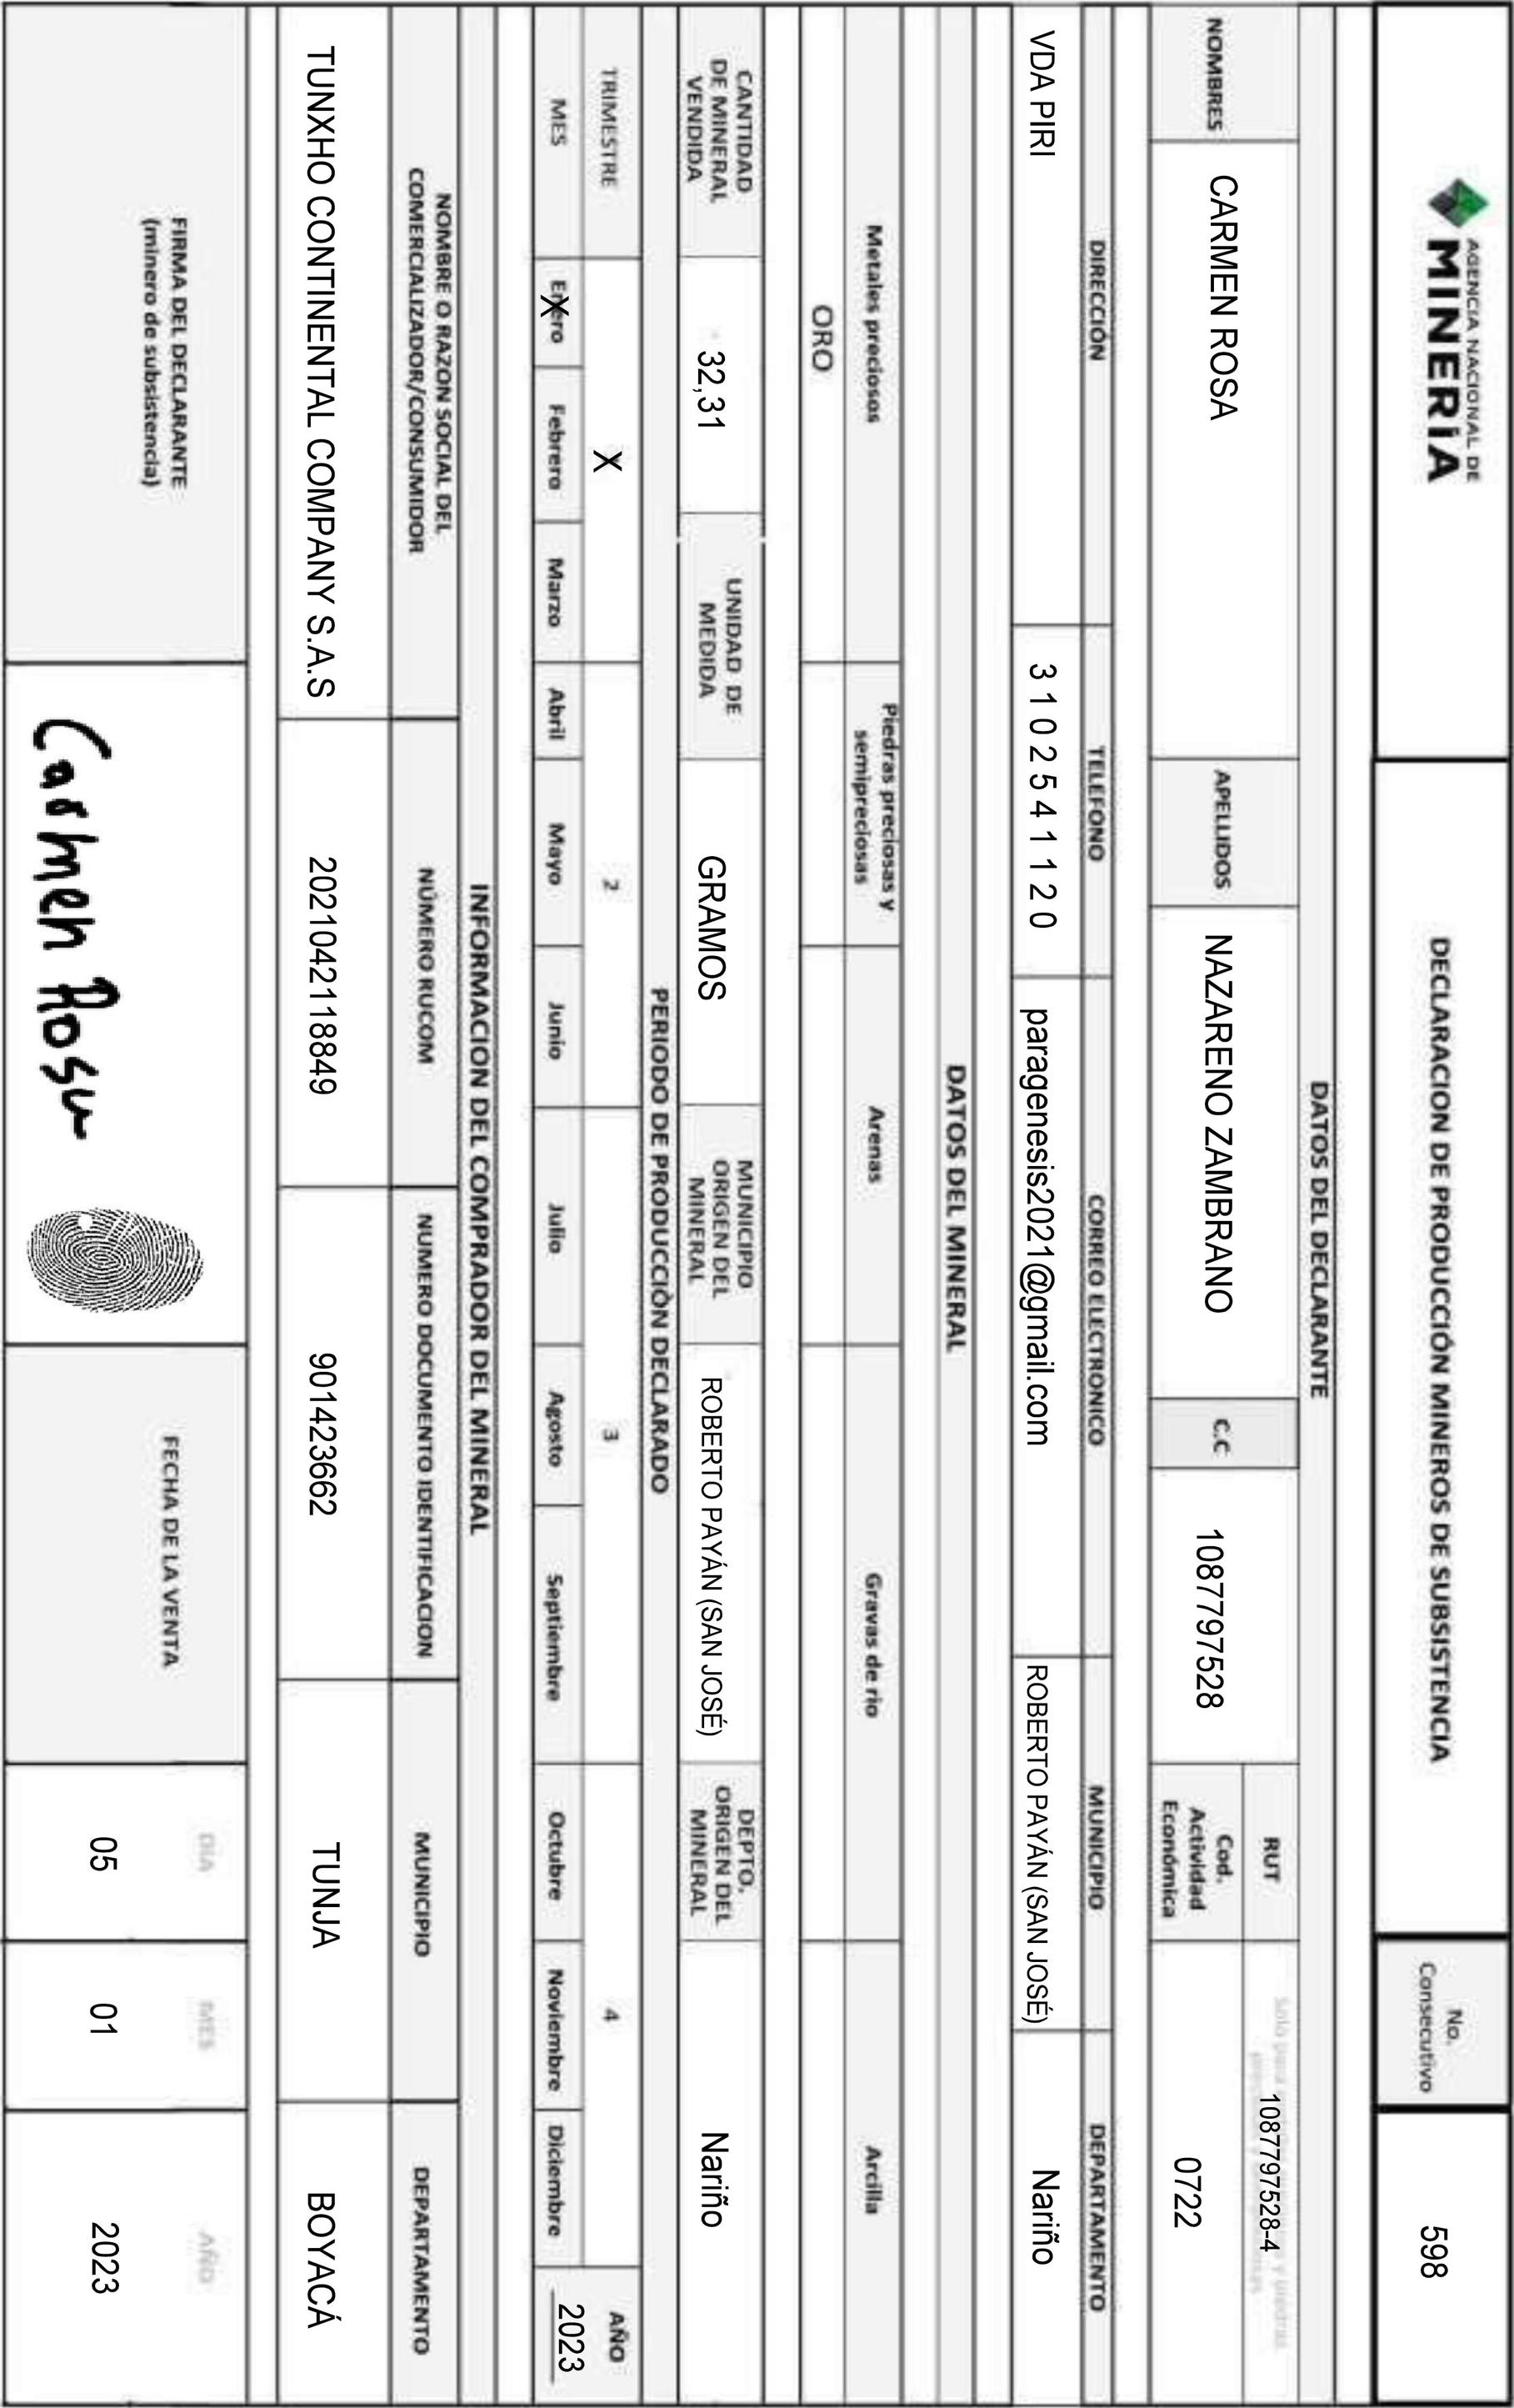 AGENCIA NACIONAL DE
MINERÍA
DECLARACION DE PRODUCCIÓN MINEROS DE SUBSISTENCIA
No.
Consecutivo
598
DATOS DEL DECLARANTE
NOMBRES
CARMEN ROSA
APELLIDOS
NAZARENO ZAMBRANO
C.C
1087797528
RUT
Solo para
y piedras
1087797528-4
Cod.
Actividad
Económica
0722
DIRECCIÓN
TELEFONO
CORREO ELECTRONICO
MUNICIPIO
DEPARTAMENTO
VDA PIRI
3 1 0 2 5 4 1 1 2 0
paragenesis2021@gmail.com
ROBERTO PAYÁN (SAN JOSÉ)
Nariño
DATOS DEL MINERAL
Metales preciosos
Piedras preciosas y
semipreciosas
Arenas
Gravas de rio
Arcilla
ORO
CANTIDAD
DE MINERAL
VENDIDA
32,31
UNIDAD DE
MEDIDA
GRAMOS
MUNICIPIO
ORIGEN DEL
MINERAL
ROBERTO PAYÁN (SAN JOSÉ)
DEPTO.
ORIGEN DEL
MINERAL
Nariño
PERIODO DE PRODUCCIÓN DECLARADO
TRIMESTRE
X
2
3
4
AÑO
MES
Enero
X
Febrero
Marzo
Abril
Mayo
Junio
Julio
Agosto
Septiembre
Octubre
Noviembre
Diciembre
2023
INFORMACIÓN DEL COMPRADOR DEL MINERAL
NOMBRE O RAZON SOCIAL DEL
COMERCIALIZADOR/CONSUMIDOR
NÚMERO RUCOM
NUMERO DOCUMENTO IDENTIFICACION
MUNICIPIO
DEPARTAMENTO
TUNXHO CONTINENTAL COMPANY S.A.S
2021042118849
901423662
TUNJA
BOYACÁ
FIRMA DEL DECLARANTE
(minero de subsistencia)
Carmen Rosa
FECHA DE LA VENTA
DÍA
MES
AÑO
05
01
2023